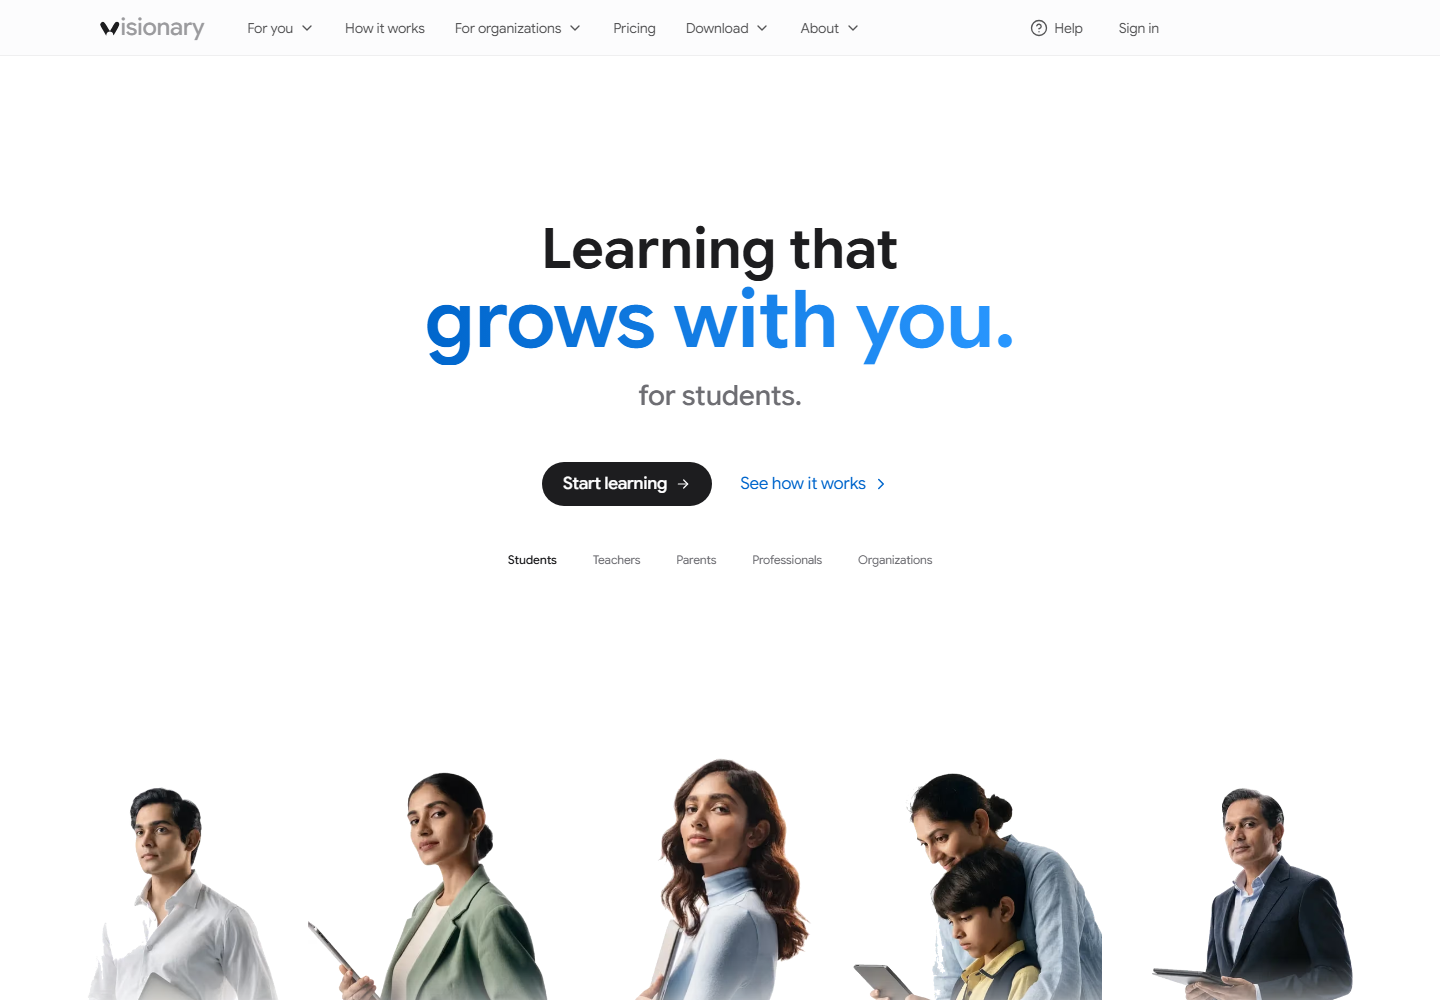 visionary
For you
How it works
For organizations
Pricing
Download
About
Help
Sign in
Learning that
grows with you.
for students.
Start learning
See how it works
Students
Teachers
Parents
Professionals
Organizations